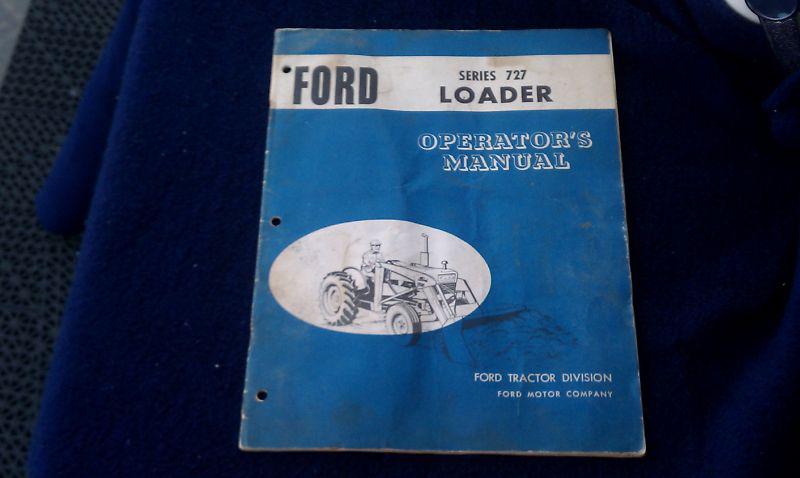 FORD
SERIES 727
LOADER
OPERATOR'S
MANUAL
FORD TRACTOR DIVISION
FORD MOTOR COMPANY